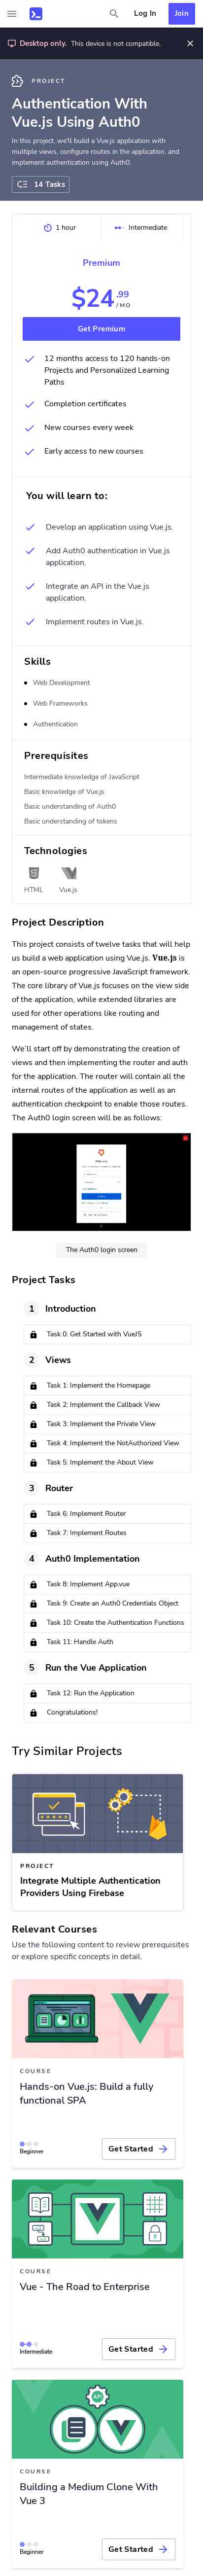 Log In
Join
Desktop only. This device is not compatible.
PROJECT
Authentication With
Vue.js Using Auth0
In this project, we'll build a Vue.js application with
multiple views, configure routes in the application, and
implement authentication using Auth0.
14 Tasks
1 hour
Intermediate
Premium
$24.99
/ MO
Get Premium
12 months access to 120 hands-on
Projects and Personalized Learning
Paths
Completion certificates
New courses every week
Early access to new courses
You will learn to:
Develop an application using Vue.js.
Add Auth0 authentication in Vue.js
application.
Integrate an API in the Vue.js
application.
Implement routes in Vue.js.
Skills
Web Development
Web Frameworks
Authentication
Prerequisites
Intermediate knowledge of JavaScript
Basic knowledge of Vue.js
Basic understanding of Auth0
Basic understanding of tokens
Technologies
HTML
Vue.js
Project Description
This project consists of twelve tasks that will help
us build a web application using Vue.js. Vue.js is
an open-source progressive JavaScript framework.
The core library of Vue.js focuses on the view side
of the application, while extended libraries are
used for other operations like routing and
management of states.
We'll start off by demonstrating the creation of
views and then implementing the router and auth
for the application. The router will contain all the
internal routes of the application as well as an
authentication checkpoint to enable those routes.
The Auth0 login screen will be as follows:
Welcome
The Auth0 login screen
Project Tasks
1 Introduction
Task 0: Get Started with VueJS
2 Views
Task 1: Implement the Homepage
Task 2: Implement the Callback View
Task 3: Implement the Private View
Task 4: Implement the NotAuthorized View
Task 5: Implement the About View
3 Router
Task 6: Implement Router
Task 7: Implement Routes
4 Auth0 Implementation
Task 8: Implement App.vue
Task 9: Create an Auth0 Credentials Object
Task 10: Create the Authentication Functions
Task 11: Handle Auth
5 Run the Vue Application
Task 12: Run the Application
Congratulations!
Try Similar Projects
PROJECT
Integrate Multiple Authentication
Providers Using Firebase
Relevant Courses
Use the following content to review prerequisites
or explore specific concepts in detail.
COURSE
Hands-on Vue.js: Build a fully
functional SPA
Beginner
Get Started
COURSE
Vue - The Road to Enterprise
Intermediate
Get Started
API
COURSE
Building a Medium Clone With
Vue 3
Beginner
Get Started